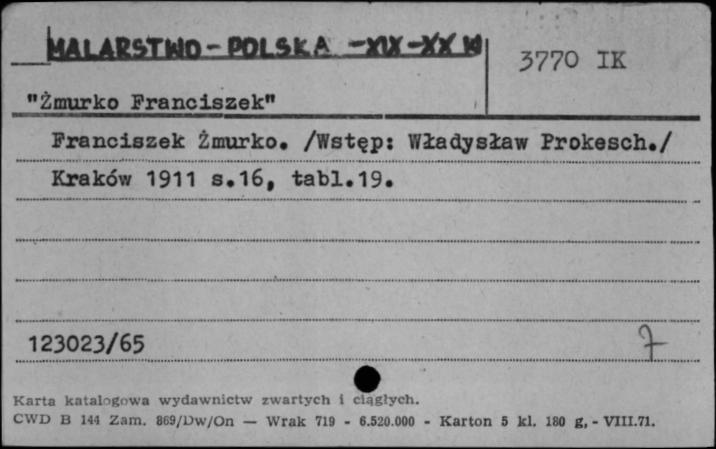 MALARSTWO - POLSKA - XIX-XX W
3770 IK
"Żmurko Franciszek"
Franciszek Żmurko. /Wstęp: Władysław Prokesch./
Kraków 1911 s.16, tabl.19.
123023/65
7
Karta katalogowa wydawnictw zwartych i ciągłych.
CWD B 144 Zam. 869/Dw/On — Wrak 719 - 6.520.000 - Karton 5 kl. 180 g, - VIII.71.